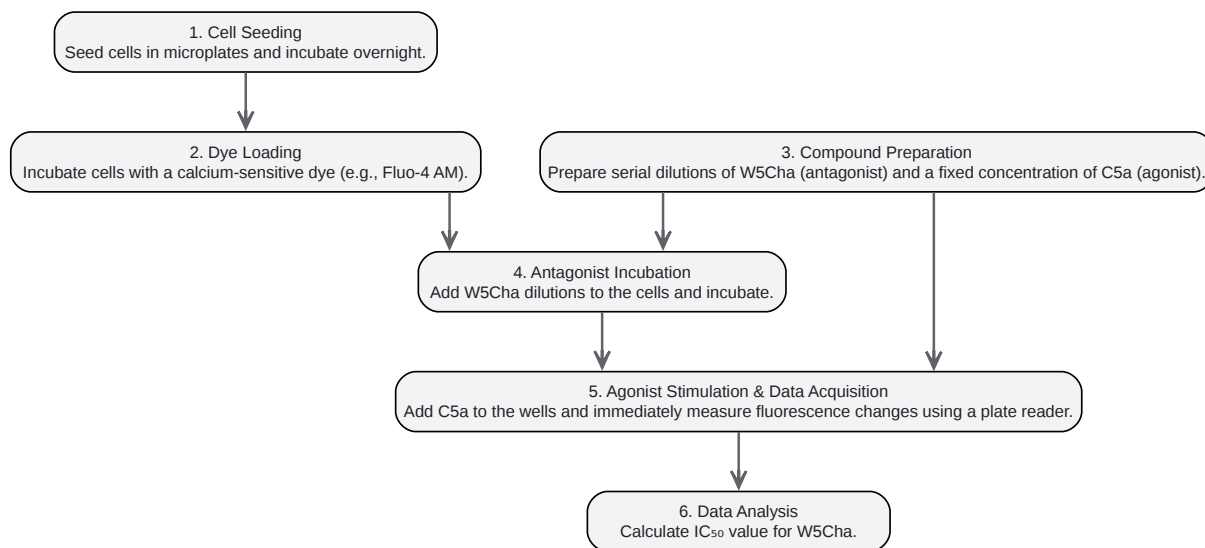 1. Cell Seeding
Seed cells in microplates and incubate overnight.
2. Dye Loading
Incubate cells with a calcium-sensitive dye (e.g., Fluo-4 AM).
3. Compound Preparation
Prepare serial dilutions of W5Cha (antagonist) and a fixed concentration of C5a (agonist).
4. Antagonist Incubation
Add W5Cha dilutions to the cells and incubate.
5. Agonist Stimulation & Data Acquisition
Add C5a to the wells and immediately measure fluorescence changes using a plate reader.
6. Data Analysis
Calculate IC₅₀ value for W5Cha.